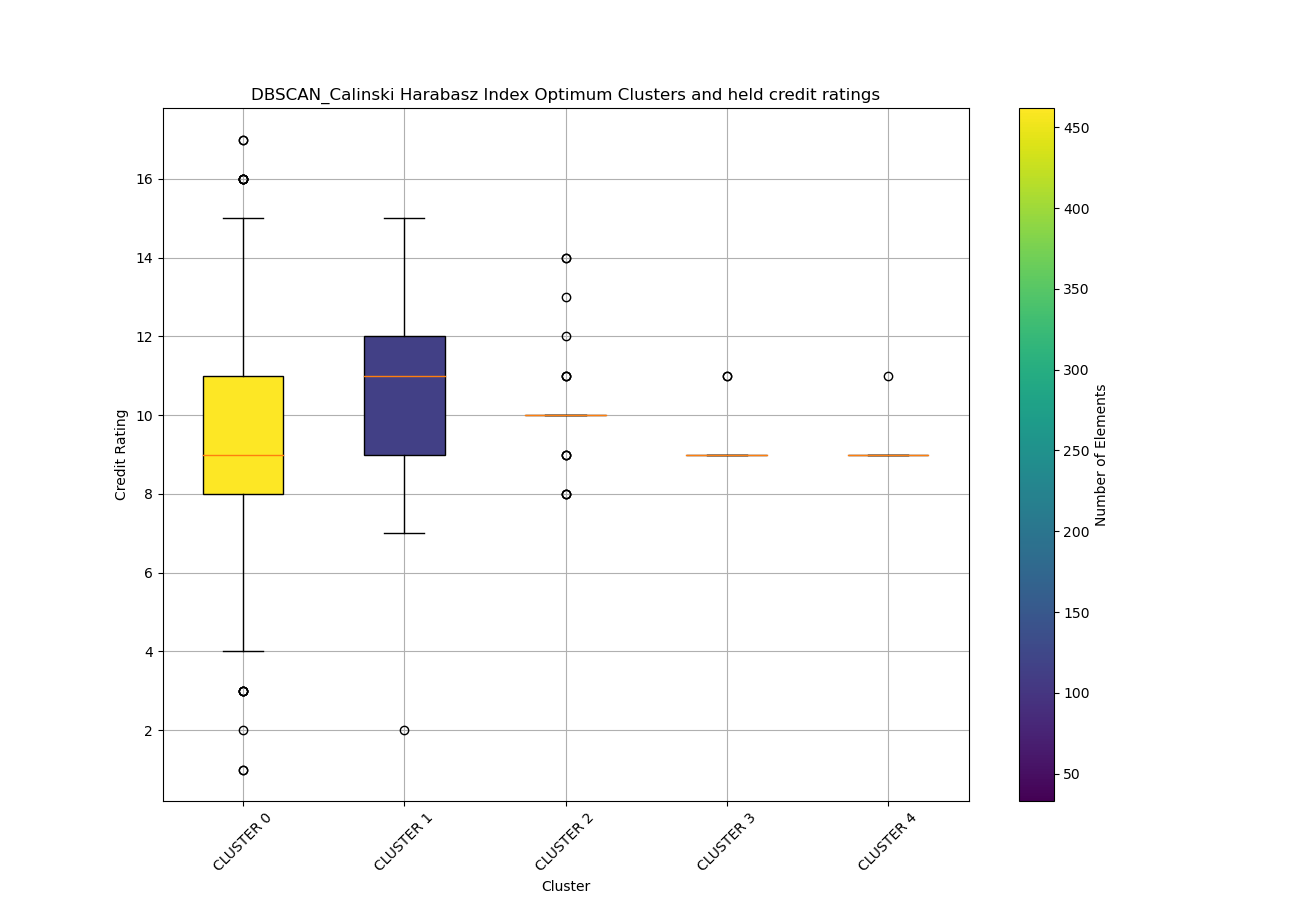 DBSCAN_Calinski Harabasz Index Optimum Clusters and held credit ratings
Credit Rating
16
14
12
10
8
6
4
2
CLUSTER 0
CLUSTER 1
CLUSTER 2
CLUSTER 3
CLUSTER 4
Cluster
450
400
350
300
250
200
150
100
50
Number of Elements